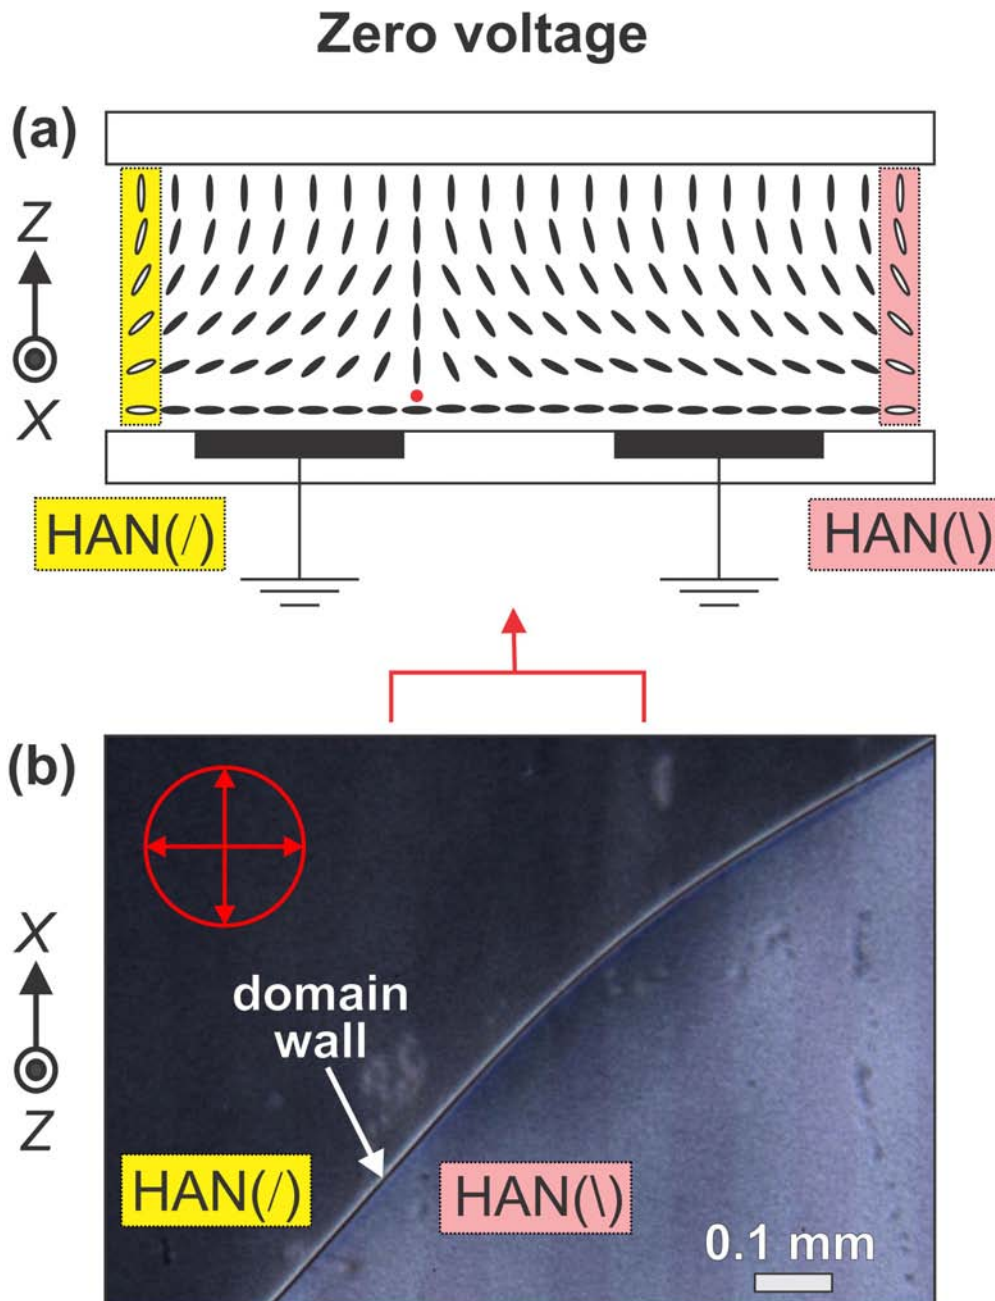 Zero voltage
(a)
Z
X
HAN(/)
HAN(\)
(b)
X
Z
domain
wall
HAN(/)
HAN(\)
0.1 mm